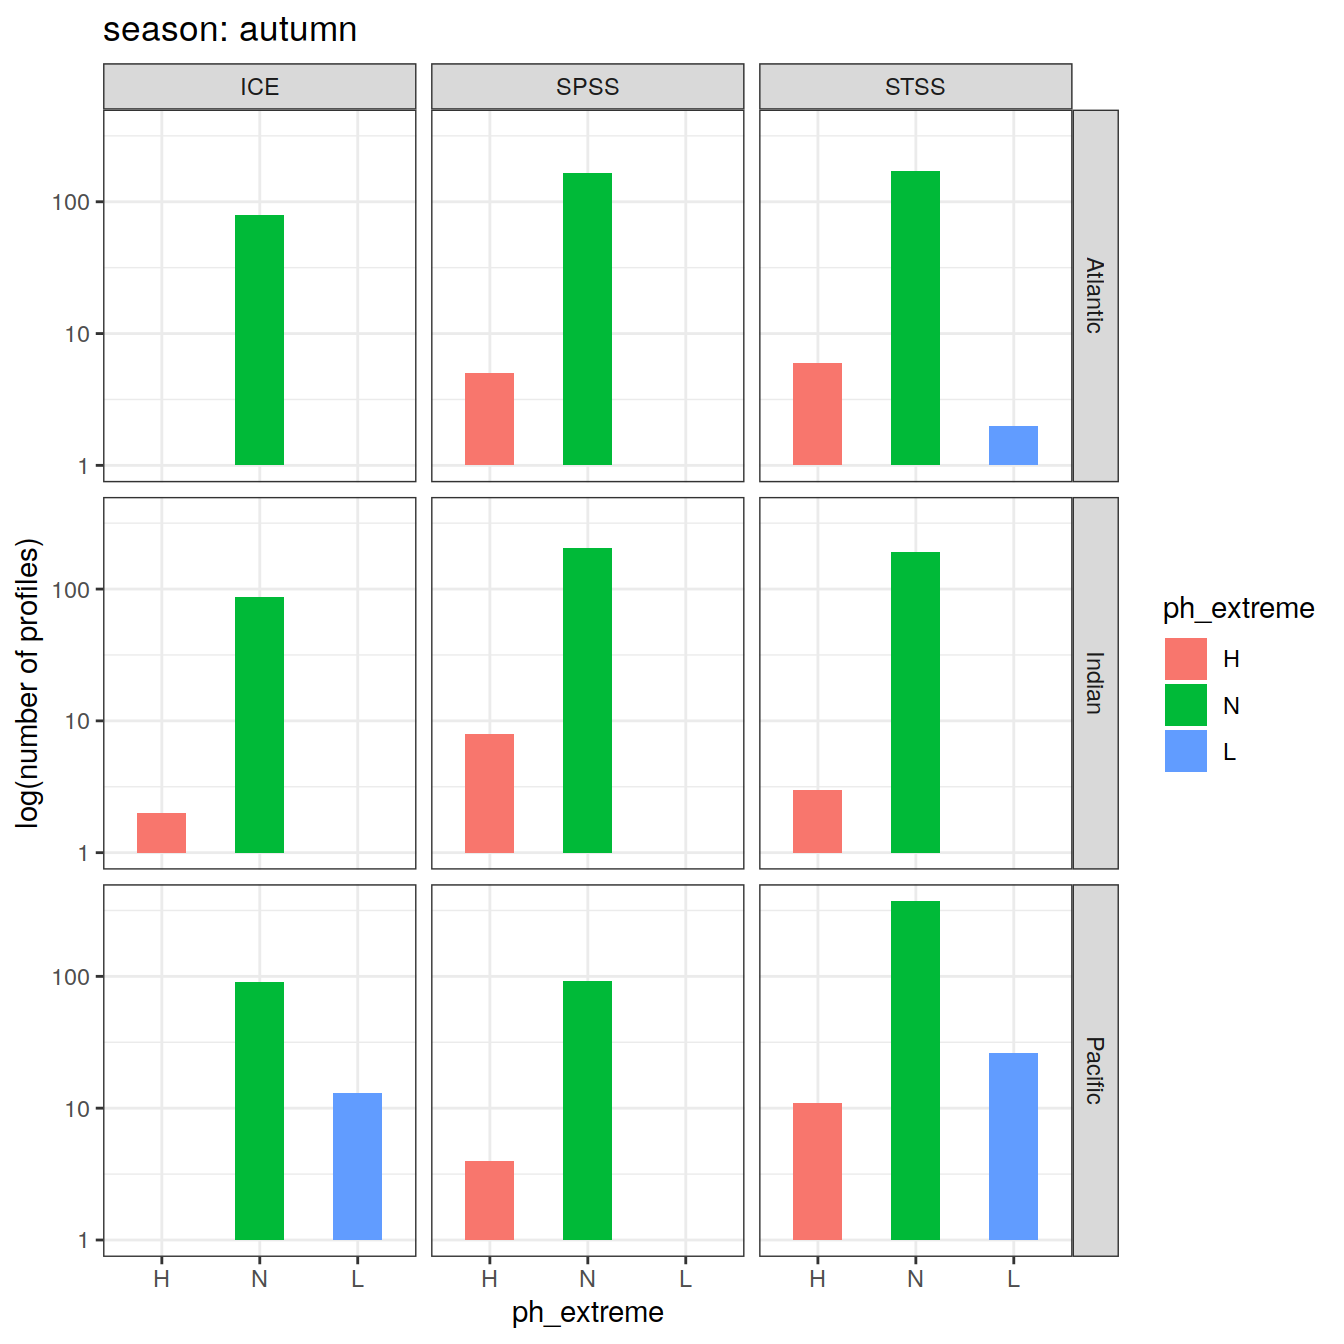 season: autumn
ICE
SPSS
STSS
100
10
1
Atlantic
100
10
1
Indian
100
10
1
Pacific
log(number of profiles)
H
N
L
H
N
L
H
N
L
ph_extreme
ph_extreme
H
N
L